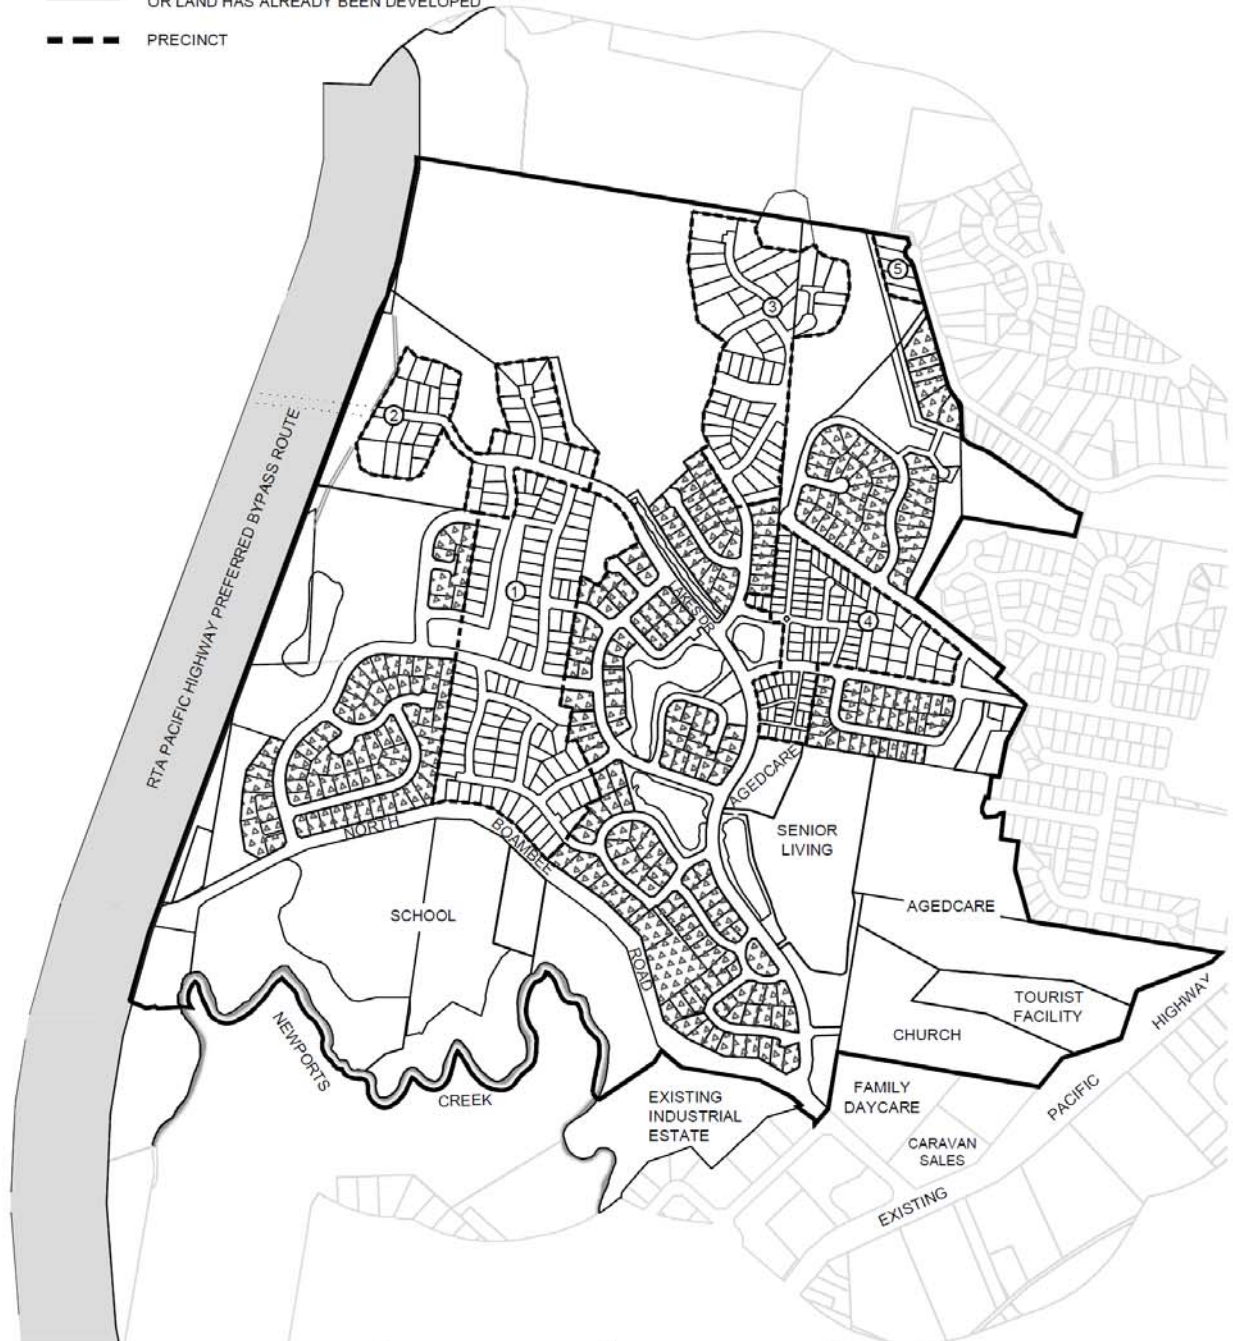 OR LAND HAS ALREADY BEEN DEVELOPED
PRECINCT
5
3
2
RTA PACIFIC HIGHWAY PREFERRED BYPASS ROUTE
1
4
AGEDCARE
NORTH
BOAMBEE
SENIOR
LIVING
SCHOOL
AGEDCARE
ROAD
TOURIST
FACILITY
HIGHWAY
CHURCH
NEWPORTS
CREEK
EXISTING
INDUSTRIAL
ESTATE
FAMILY
DAYCARE
PACIFIC
CARAVAN
SALES
EXISTING